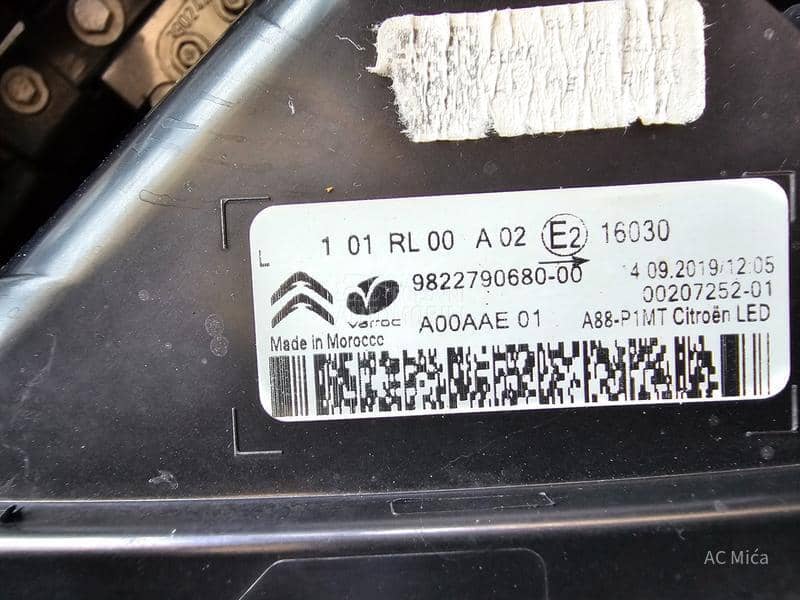 L
1 01 RL 00 A 02 E2 16030
9822790680-00 14.09.2019/12:05
00207252-01
varroc A00AAE 01 A88-P1MT Citroën LED
Made in Morocco
AC Mića